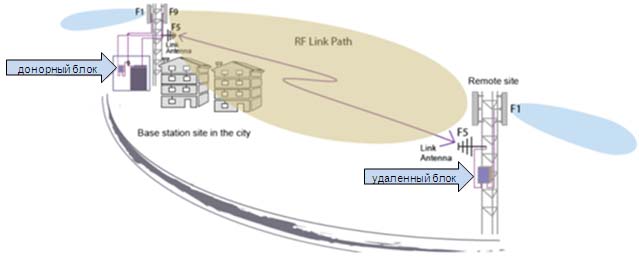 F1 F9
F5
Link
Antenna
RF Link Path
донорный блок
Remote site
F1
Base station site in the city
F5
Link
Antenna
удаленный блок